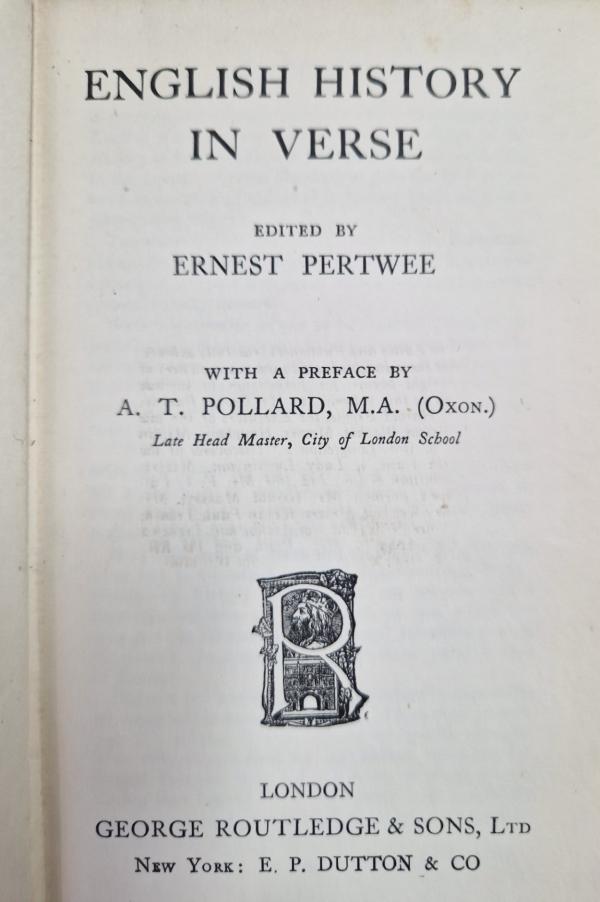 ENGLISH HISTORY
IN VERSE
EDITED BY
ERNEST PERTWEE
WITH A PREFACE BY
A. T. POLLARD, M.A. (OXON.)
Late Head Master, City of London School
R
LONDON
GEORGE ROUTLEDGE & SONS, LTD
NEW YORK: E. P. DUTTON & CO